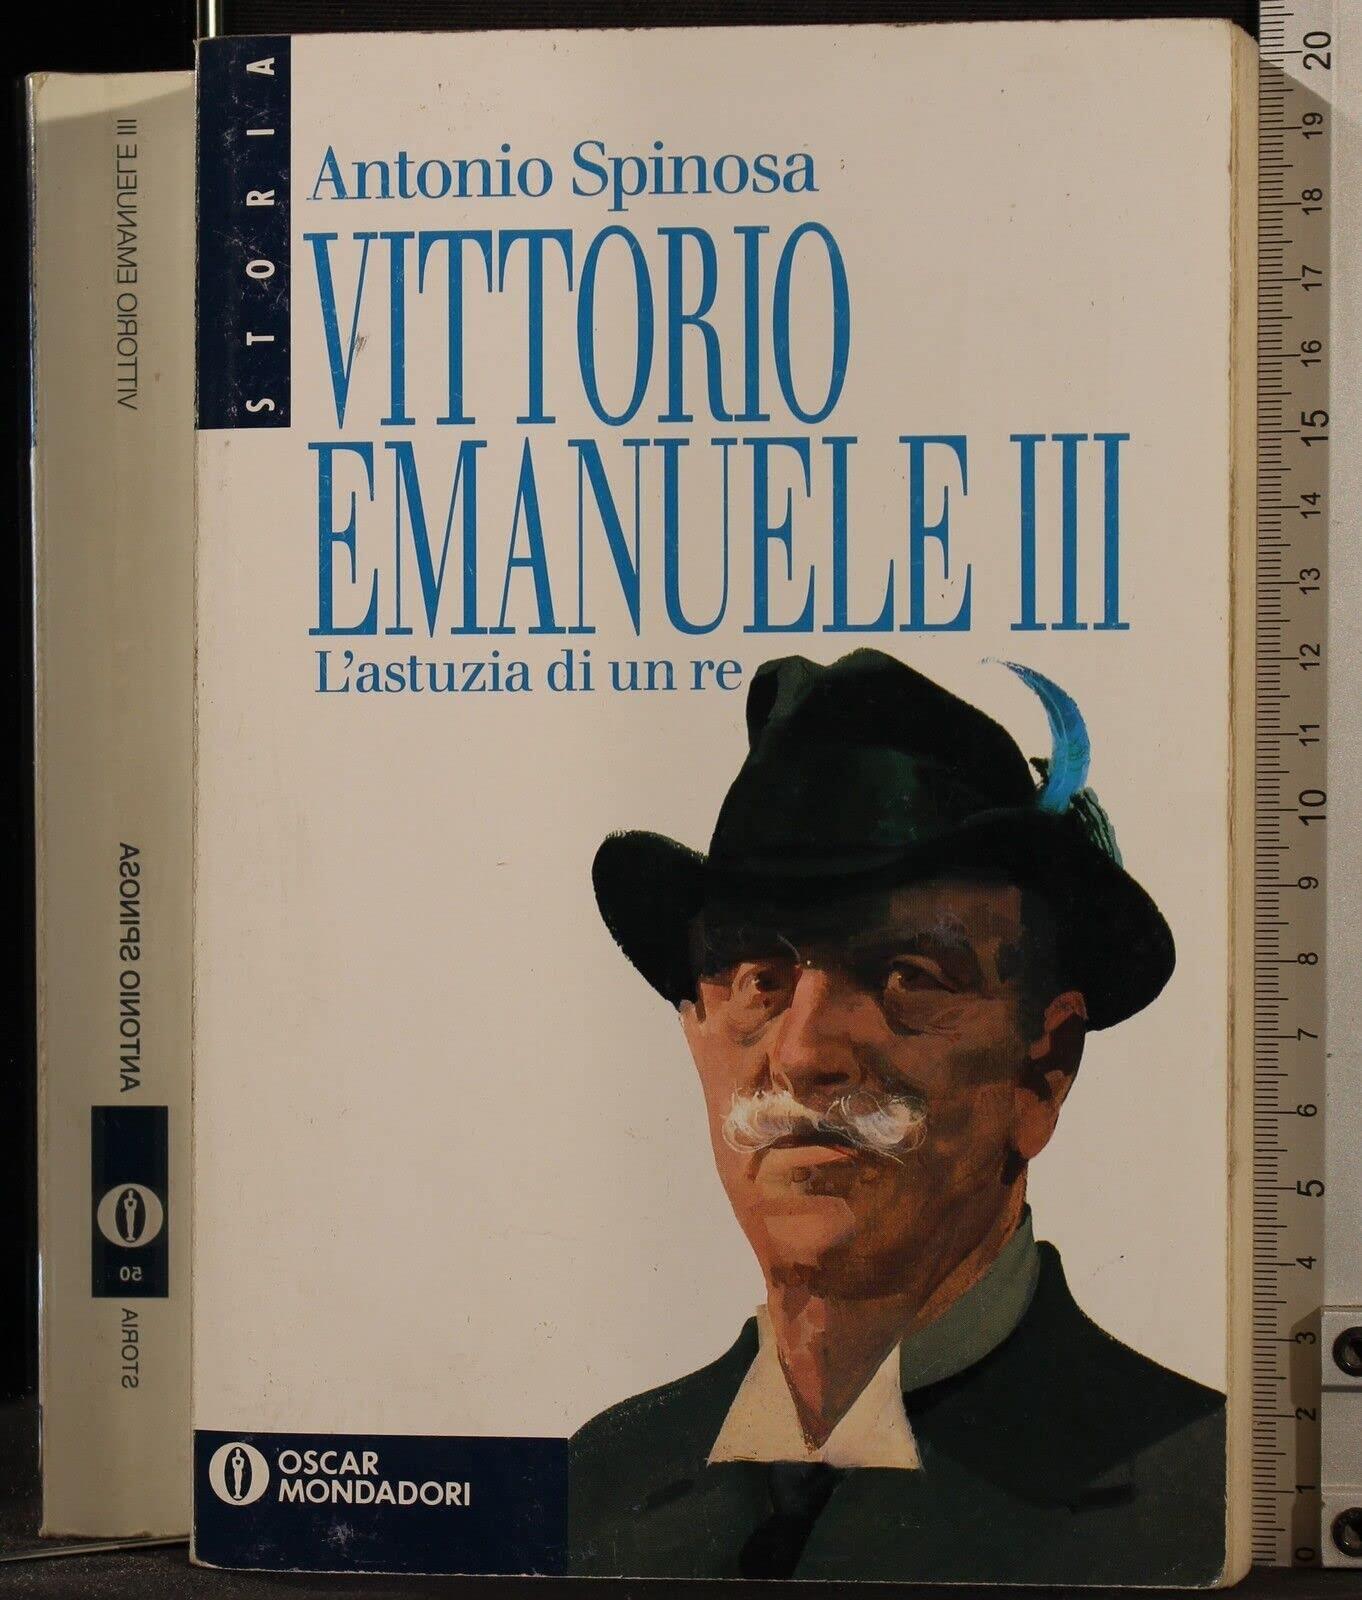 STORIA
Antonio Spinosa
VITTORIO
EMANUELE III
L'astuzia di un re
OSCAR
MONDADORI
VITTORIO EMANUELE III
ANTONIO SPINOSA
50
STORIA
20
19
18
17
16
15
14
13
12
11
10
9
8
7
6
5
4
3
2
1
0